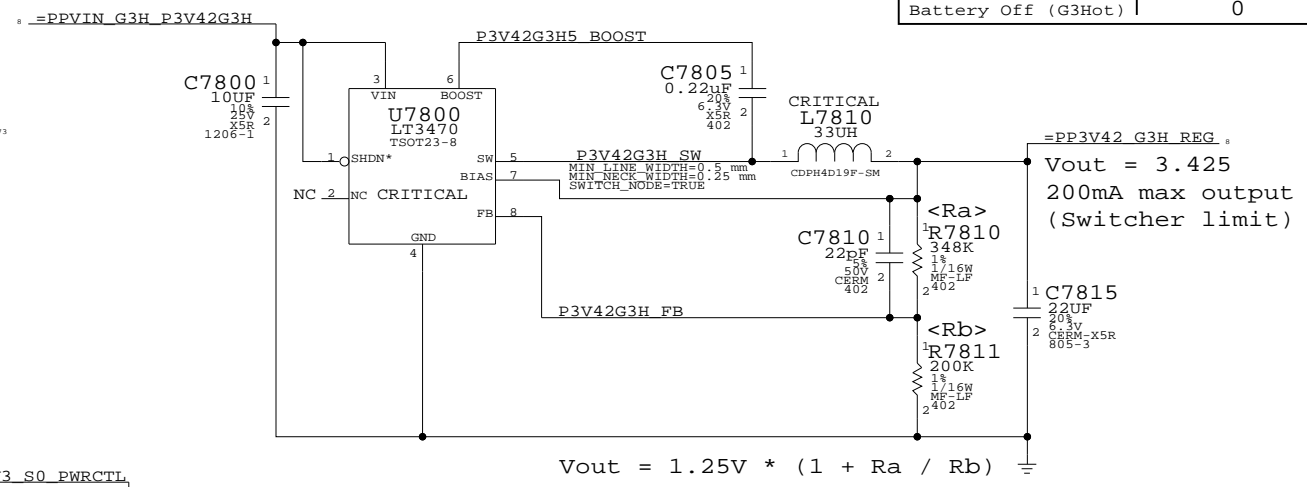 Battery Off (G3Hot) 0
8 =PPVIN_G3H_P3V42G3H
P3V42G3H5_BOOST
C7800 1
10UF
10%
25V
X5R 2
1206-1
3 6
VIN BOOST
U7800
LT3470
TSOT23-8
1 SHDN*
NC 2 NC CRITICAL
SW 5
BIAS 7
FB 8
GND
4
C7805 1
0.22uF
20%
6.3V
X5R 2
402
CRITICAL
L7810
33UH
1 2
CDPH4D19F-SM
P3V42G3H_SW
MIN_LINE_WIDTH=0.5 mm
MIN_NECK_WIDTH=0.25 mm
SWITCH_NODE=TRUE
=PP3V42_G3H_REG 8
Vout = 3.425
200mA max output
(Switcher limit)
C7810 1
22pF
5%
50V
CERM 2
402
<Ra>
1
R7810
348K
1%
1/16W
MF-LF
2 402
P3V42G3H_FB
<Rb>
1
R7811
200K
1%
1/16W
MF-LF
2 402
1 C7815
22UF
20%
6.3V
2 CERM-X5R
805-3
Vout = 1.25V * (1 + Ra / Rb)
3_S0_PWRCTL